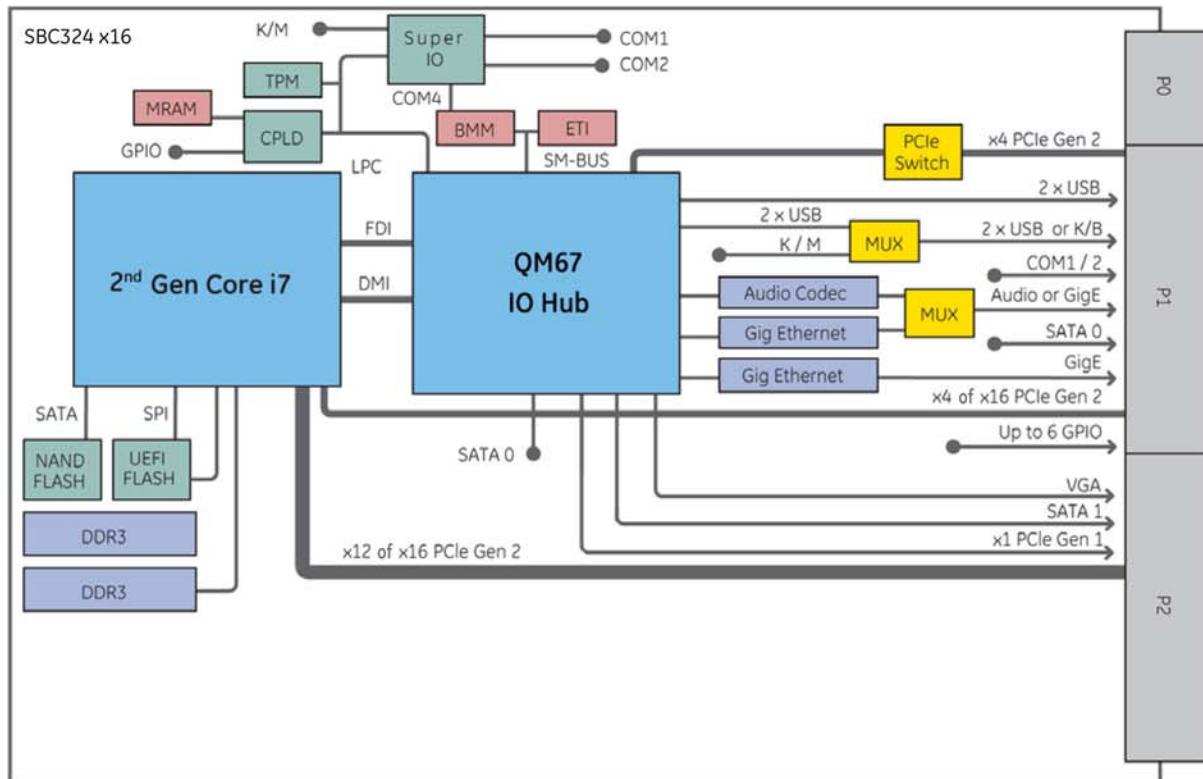 SBC324 x16
K/M
Super
IO
COM1
COM2
TPM
COM4
MRAM
BMM
ETI
CPLD
GPIO
LPC
SM-BUS
PCIe
Switch
x4 PCIe Gen 2
P0
2nd Gen Core i7
FDI
DMI
QM67
IO Hub
2 x USB
2 x USB
K / M
MUX
2 x USB or K/B
COM1 / 2
Audio Codec
MUX
Audio or GigE
Gig Ethernet
SATA 0
Gig Ethernet
GigE
P1
x4 of x16 PCIe Gen 2
SATA
SPI
Up to 6 GPIO
NAND
FLASH
UEFI
FLASH
SATA 0
VGA
SATA 1
DDR3
x12 of x16 PCIe Gen 2
x1 PCIe Gen 1
DDR3
P2